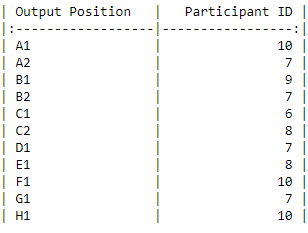 | Output Position | Participant ID |
|:------------------|-----------------:|
| A1 | 10 |
| A2 | 7 |
| B1 | 9 |
| B2 | 7 |
| C1 | 6 |
| C2 | 8 |
| D1 | 7 |
| E1 | 8 |
| F1 | 10 |
| G1 | 7 |
| H1 | 10 |